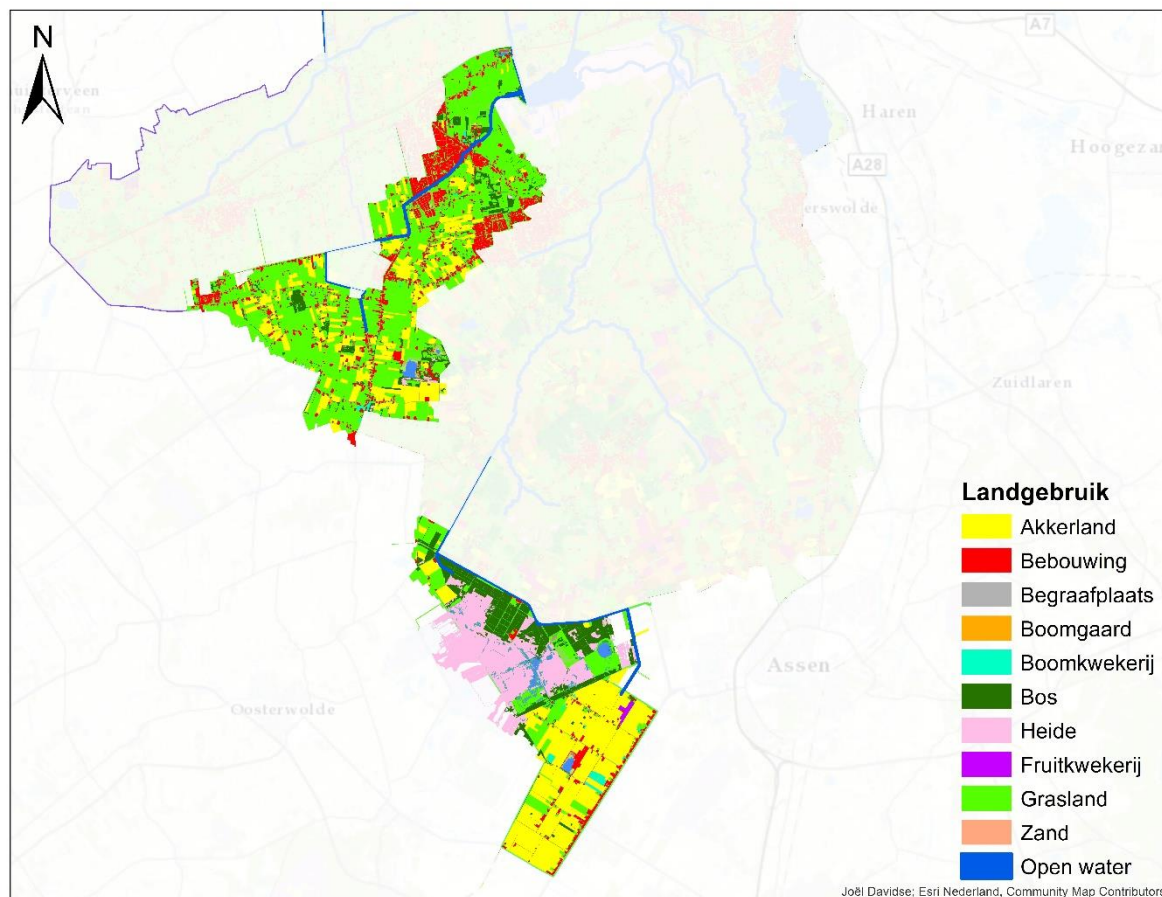 N
A7
Haren
Hoogezan
A28
erswolde
Zuidlaren
Assen
Oosterwolde
Landgebruik
Akkerland
Bebouwing
Begraafplaats
Boomgaard
Boomkwekerij
Bos
Heide
Fruitkwekerij
Grasland
Zand
Open water
Joël Davidse; Esri Nederland, Community Map Contributors